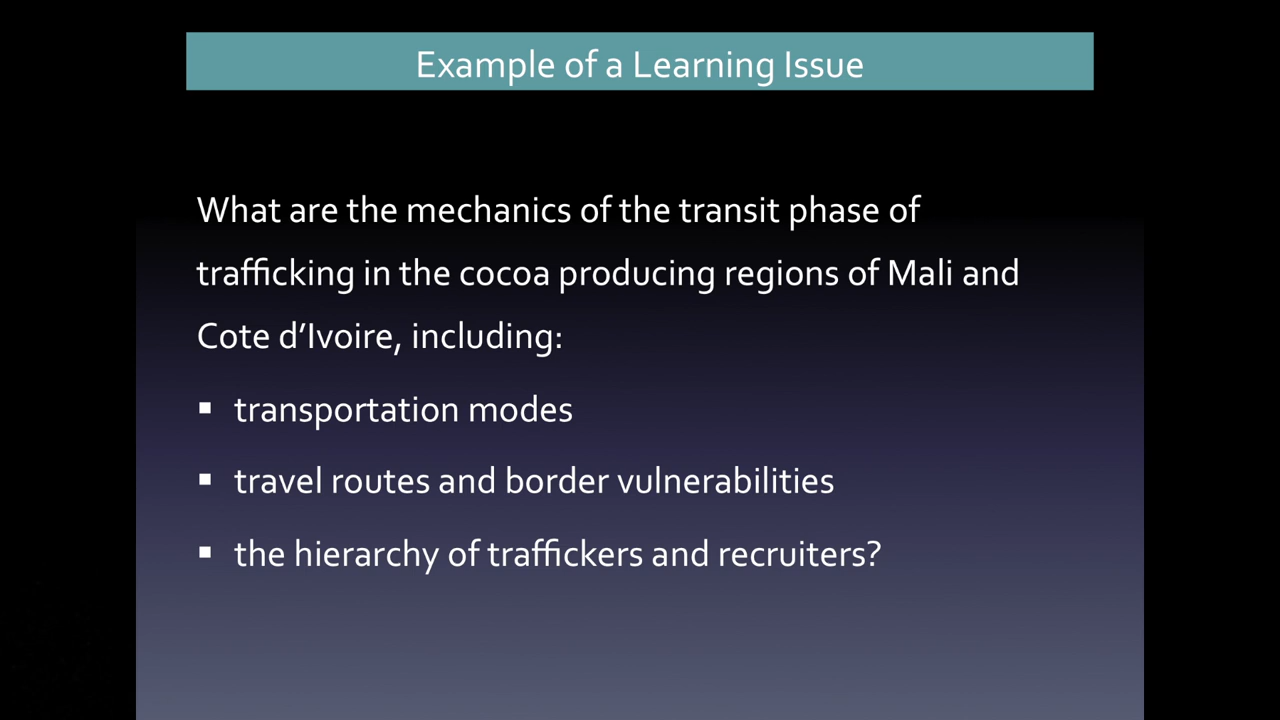 Example of a Learning Issue
What are the mechanics of the transit phase of
trafficking in the cocoa producing regions of Mali and
Cote d’Ivoire, including:
▪ transportation modes
▪ travel routes and border vulnerabilities
▪ the hierarchy of traffickers and recruiters?